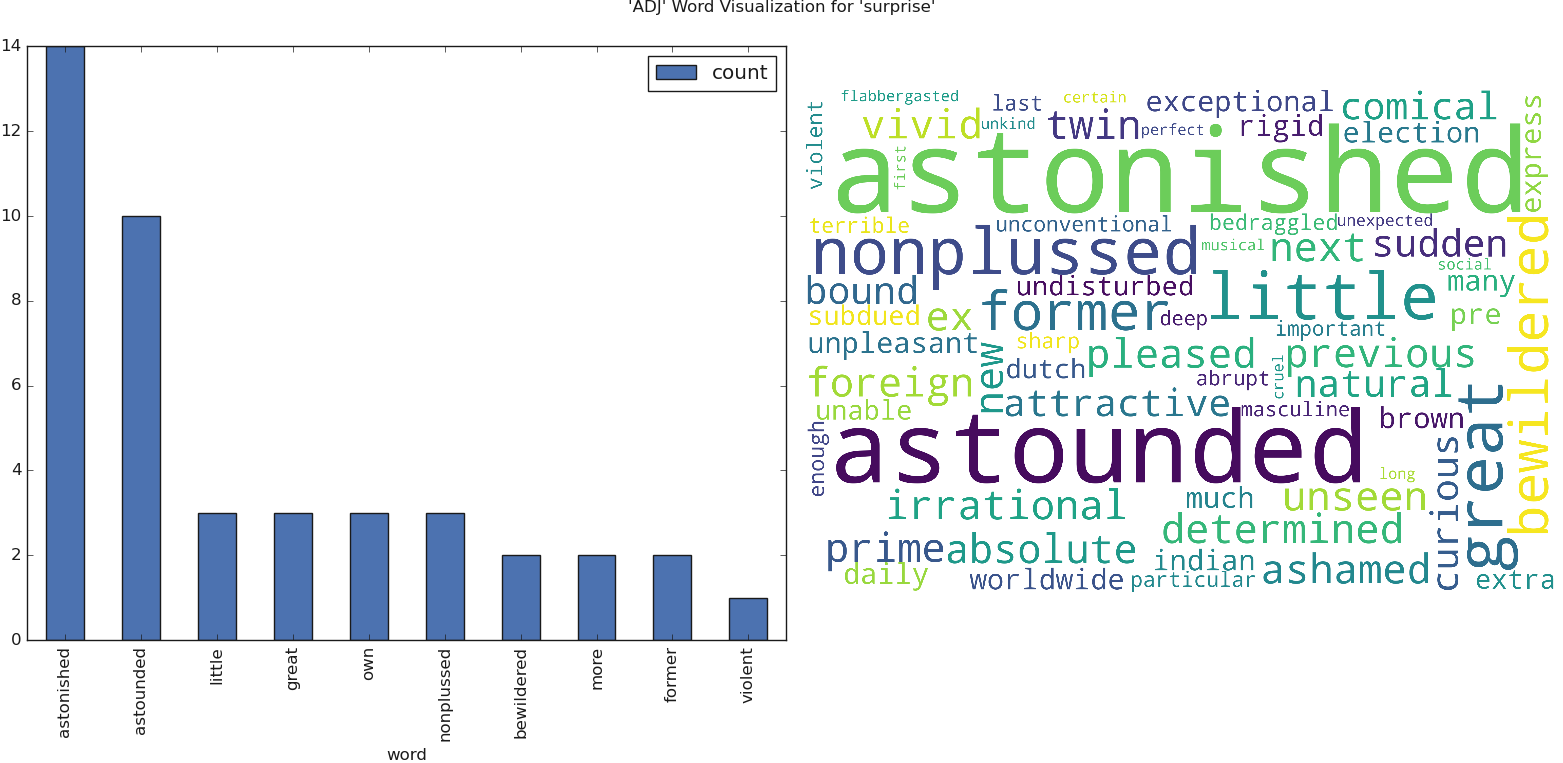 'ADJ' Word Visualization for 'surprise'
14
12
10
8
6
4
2
0
count
astonished
astounded
little
great
own
nonplussed
bewildered
more
former
violent
word
flabbergasted
last
certain
exceptional
comical
express
violent
vivid
unkind
twin
perfect
rigid
election
first
astonished
terrible
unconventional
bedraggled
unexpected
nonplussed
musical
next
sudden
social
many
bound
undisturbed
little
bewildered
subdued
ex
former
deep
important
pre
unpleasant
sharp
new
dutch
pleased
previous
abrupt
cruel
foreign
natural
unable
attractive
masculine
brown
great
enough
astounded
curious
long
irrational
much
unseen
determined
prime
absolute
indian
daily
worldwide
particular
ashamed
extra